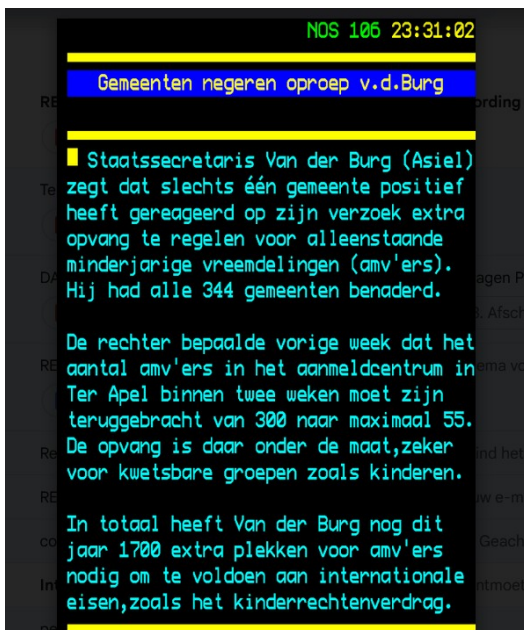 NOS 106 23:31:02
Gemeenten negeren oproep v.d.Burg
Staatssecretaris Van der Burg (Asiel)
zegt dat slechts één gemeente positief
heeft gereageerd op zijn verzoek extra
opvang te regelen voor alleenstaande
minderjarige vreemdelingen (amv'ers).
Hij had alle 344 gemeenten benaderd.
De rechter bepaalde vorige week dat het
aantal amv'ers in het aanmeldcentrum in
Ter Apel binnen twee weken moet zijn
teruggebracht van 300 naar maximaal 55.
De opvang is daar onder de maat,zeker
voor kwetsbare groepen zoals kinderen.
In totaal heeft Van der Burg nog dit
jaar 1700 extra plekken voor amv'ers
nodig om te voldoen aan internationale
eisen,zoals het kinderrechtenverdrag.